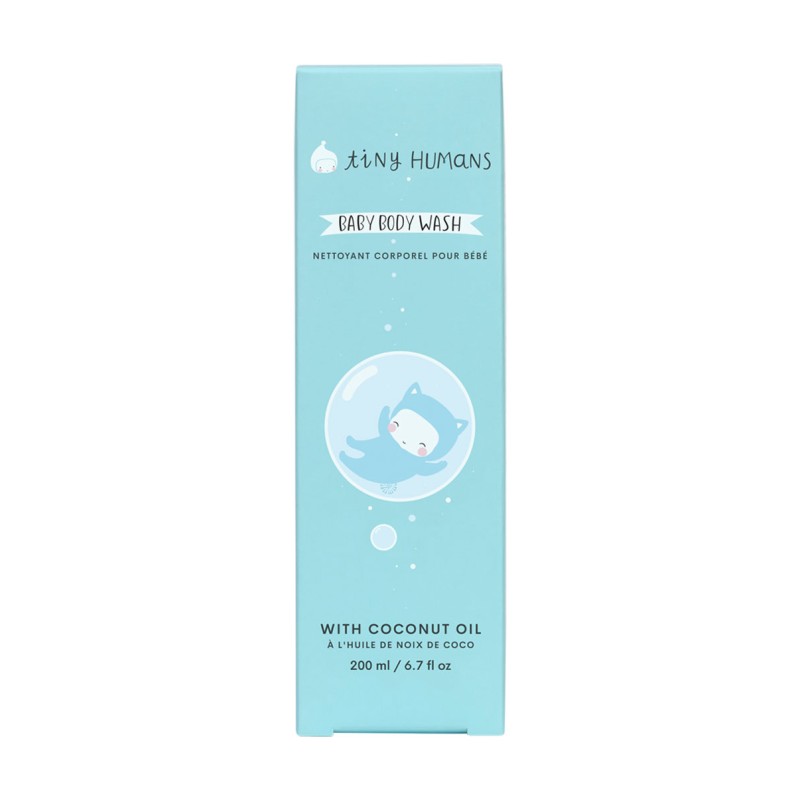 tiny HUMANS
BABY BODY WASH
NETTOYANT CORPOREL POUR BÉBÉ
WITH COCONUT OIL
À L'HUILE DE NOIX DE COCO
200 ml / 6.7 fl oz